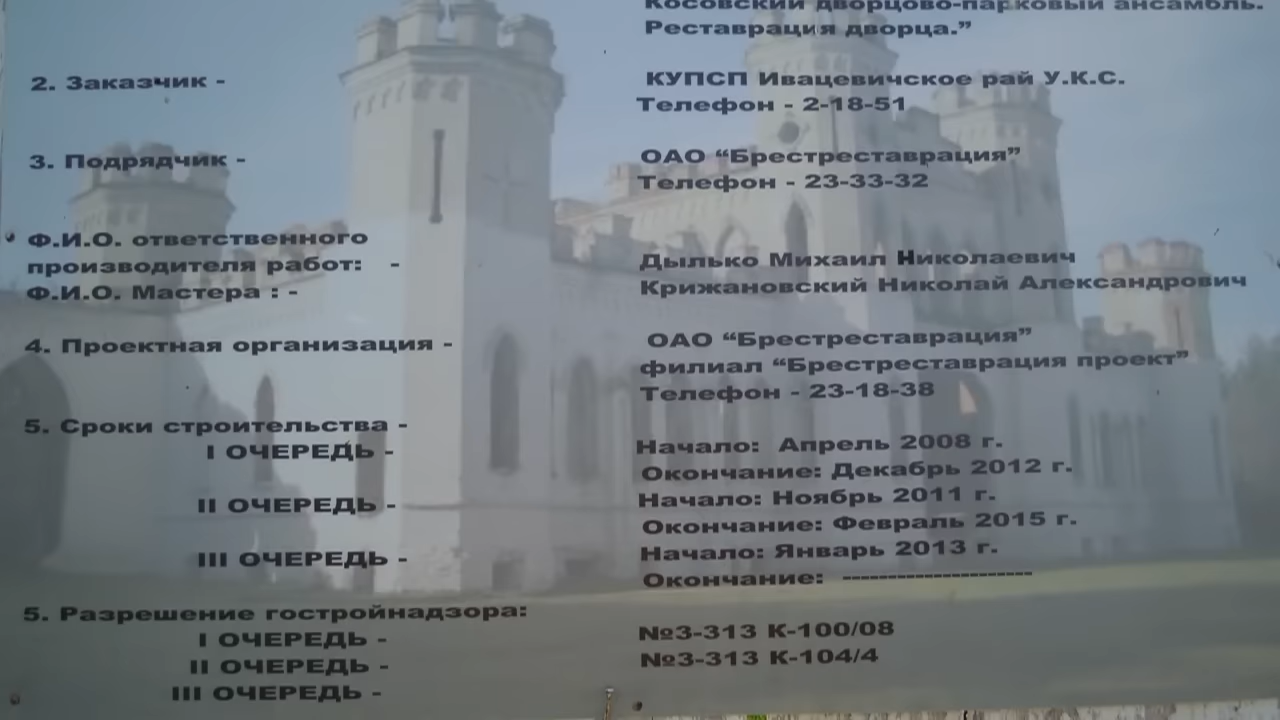 Косовский дворцово-парковый ансамбль.
Реставрация дворца.”
2. Заказчик - КУПСП Ивацевичское рай У.К.С.
Телефон - 2-18-51
3. Подрядчик - ОАО “Брестреставрация”
Телефон - 23-33-32
Ф.И.О. ответственного
производителя работ: - Дылько Михаил Николаевич
Ф.И.О. Мастера : - Крижановский Николай Александрович
4. Проектная организация - ОАО “Брестреставрация”
филиал “Брестреставрация проект”
Телефон - 23-18-38
5. Сроки строительства -
I ОЧЕРЕДЬ - Начало: Апрель 2008 г.
Окончание: Декабрь 2012 г.
II ОЧЕРЕДЬ - Начало: Ноябрь 2011 г.
Окончание: Февраль 2015 г.
III ОЧЕРЕДЬ - Начало: Январь 2013 г.
Окончание: ---------------------
5. Разрешение гостройнадзора:
I ОЧЕРЕДЬ - №3-313 К-100/08
II ОЧЕРЕДЬ - №3-313 К-104/4
III ОЧЕРЕДЬ -